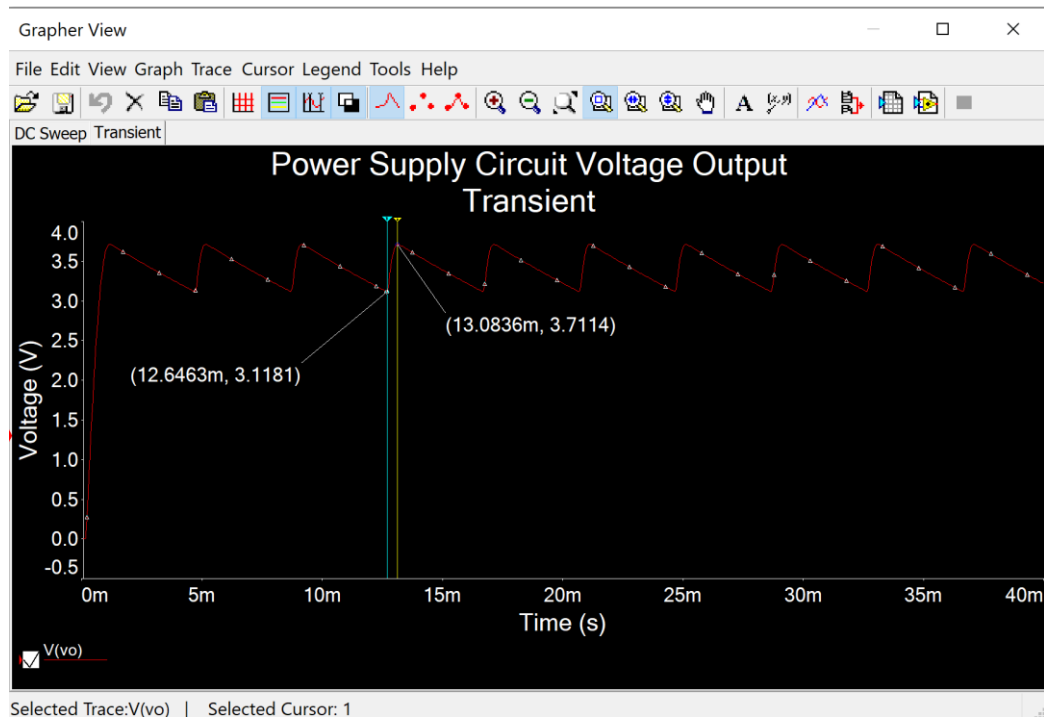 Grapher View
File Edit View Graph Trace Cursor Legend Tools Help
A (x,y)
DC Sweep Transient
Power Supply Circuit Voltage Output
Transient
Voltage (V)
4.0
3.5
3.0
2.5
2.0
1.5
1.0
0.5
0.0
-0.5
(13.0836m, 3.7114)
(12.6463m, 3.1181)
0m 5m 10m 15m 20m 25m 30m 35m 40m
Time (s)
V(vo)
Selected Trace:V(vo) | Selected Cursor: 1